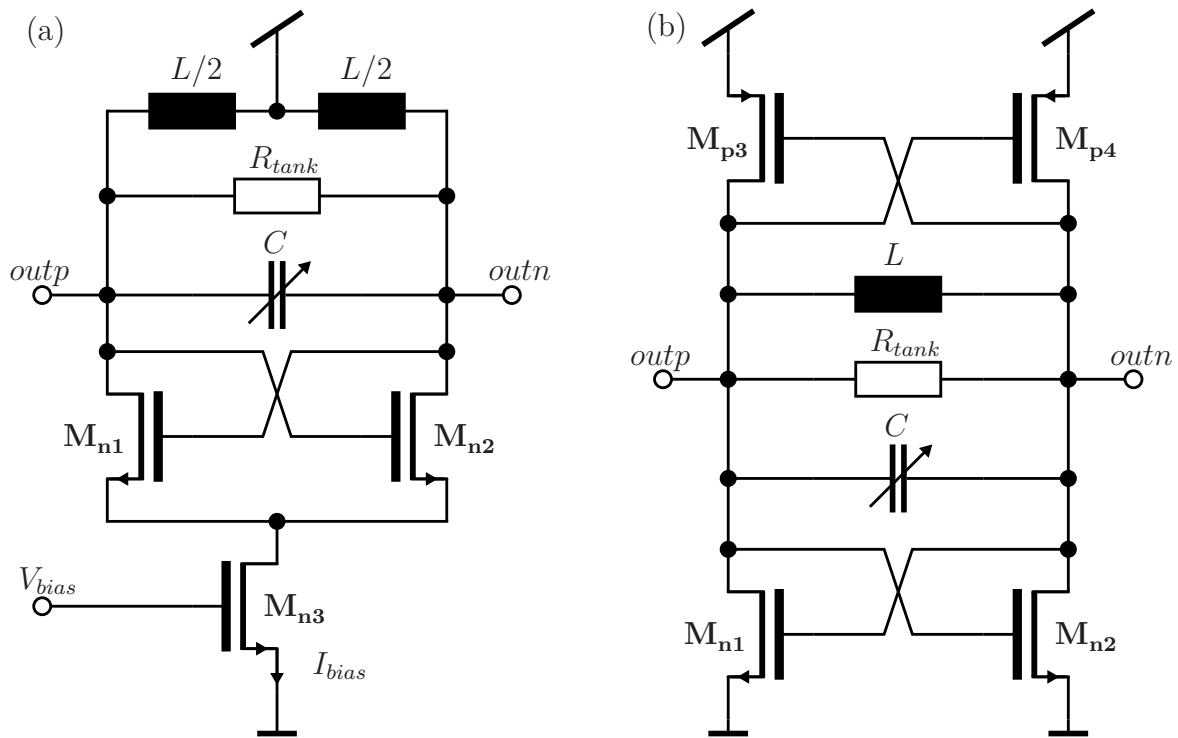 (a)
L/2 L/2
R_tank
C
outp outn
M_n1 M_n2
V_bias
M_n3
I_bias
(b)
M_p3 M_p4
L
R_tank
outp outn
C
M_n1 M_n2